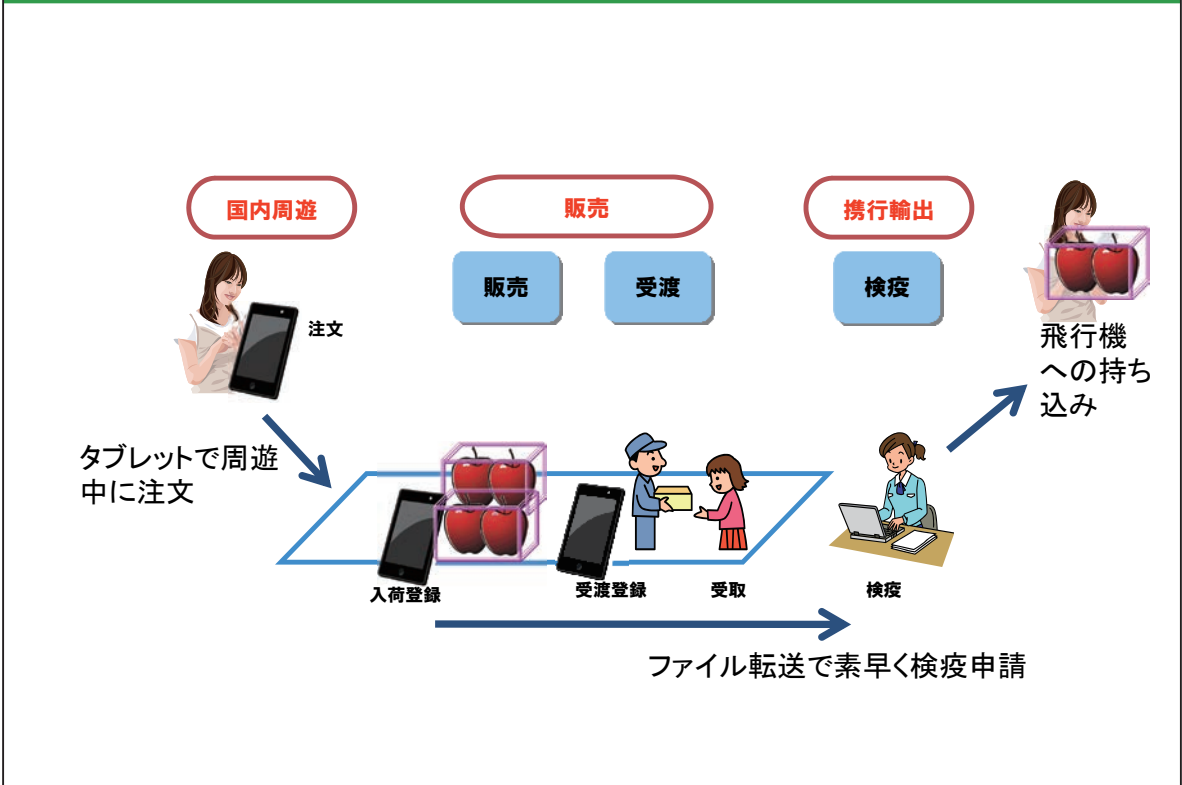 国内周遊
販売
携行輸出
販売
受渡
検疫
注文
飛行機
への持ち
込み
タブレットで周遊
中に注文
入荷登録
受渡登録
受取
検疫
ファイル転送で素早く検疫申請